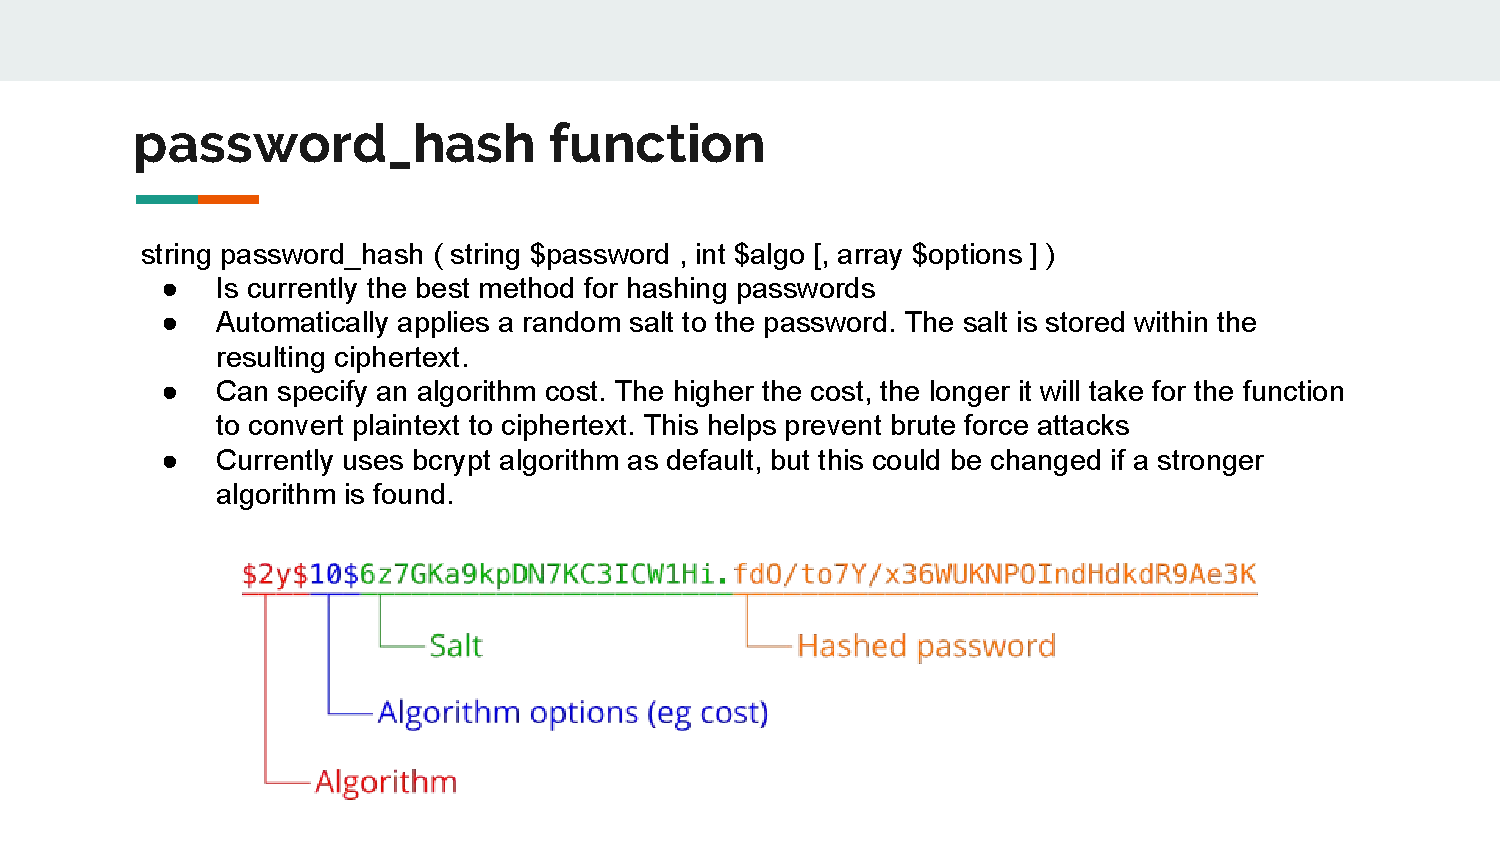 password_hash function
string password_hash ( string $password , int $algo [, array $options ] )
● Is currently the best method for hashing passwords
● Automatically applies a random salt to the password. The salt is stored within the
resulting ciphertext.
● Can specify an algorithm cost. The higher the cost, the longer it will take for the function
to convert plaintext to ciphertext. This helps prevent brute force attacks
● Currently uses bcrypt algorithm as default, but this could be changed if a stronger
algorithm is found.
$2y$10$6z7GKa9kpDN7KC3ICW1Hi.fdO/to7Y/x36WUKNPOIndHdkdR9Ae3K
Salt
Hashed password
Algorithm options (eg cost)
Algorithm